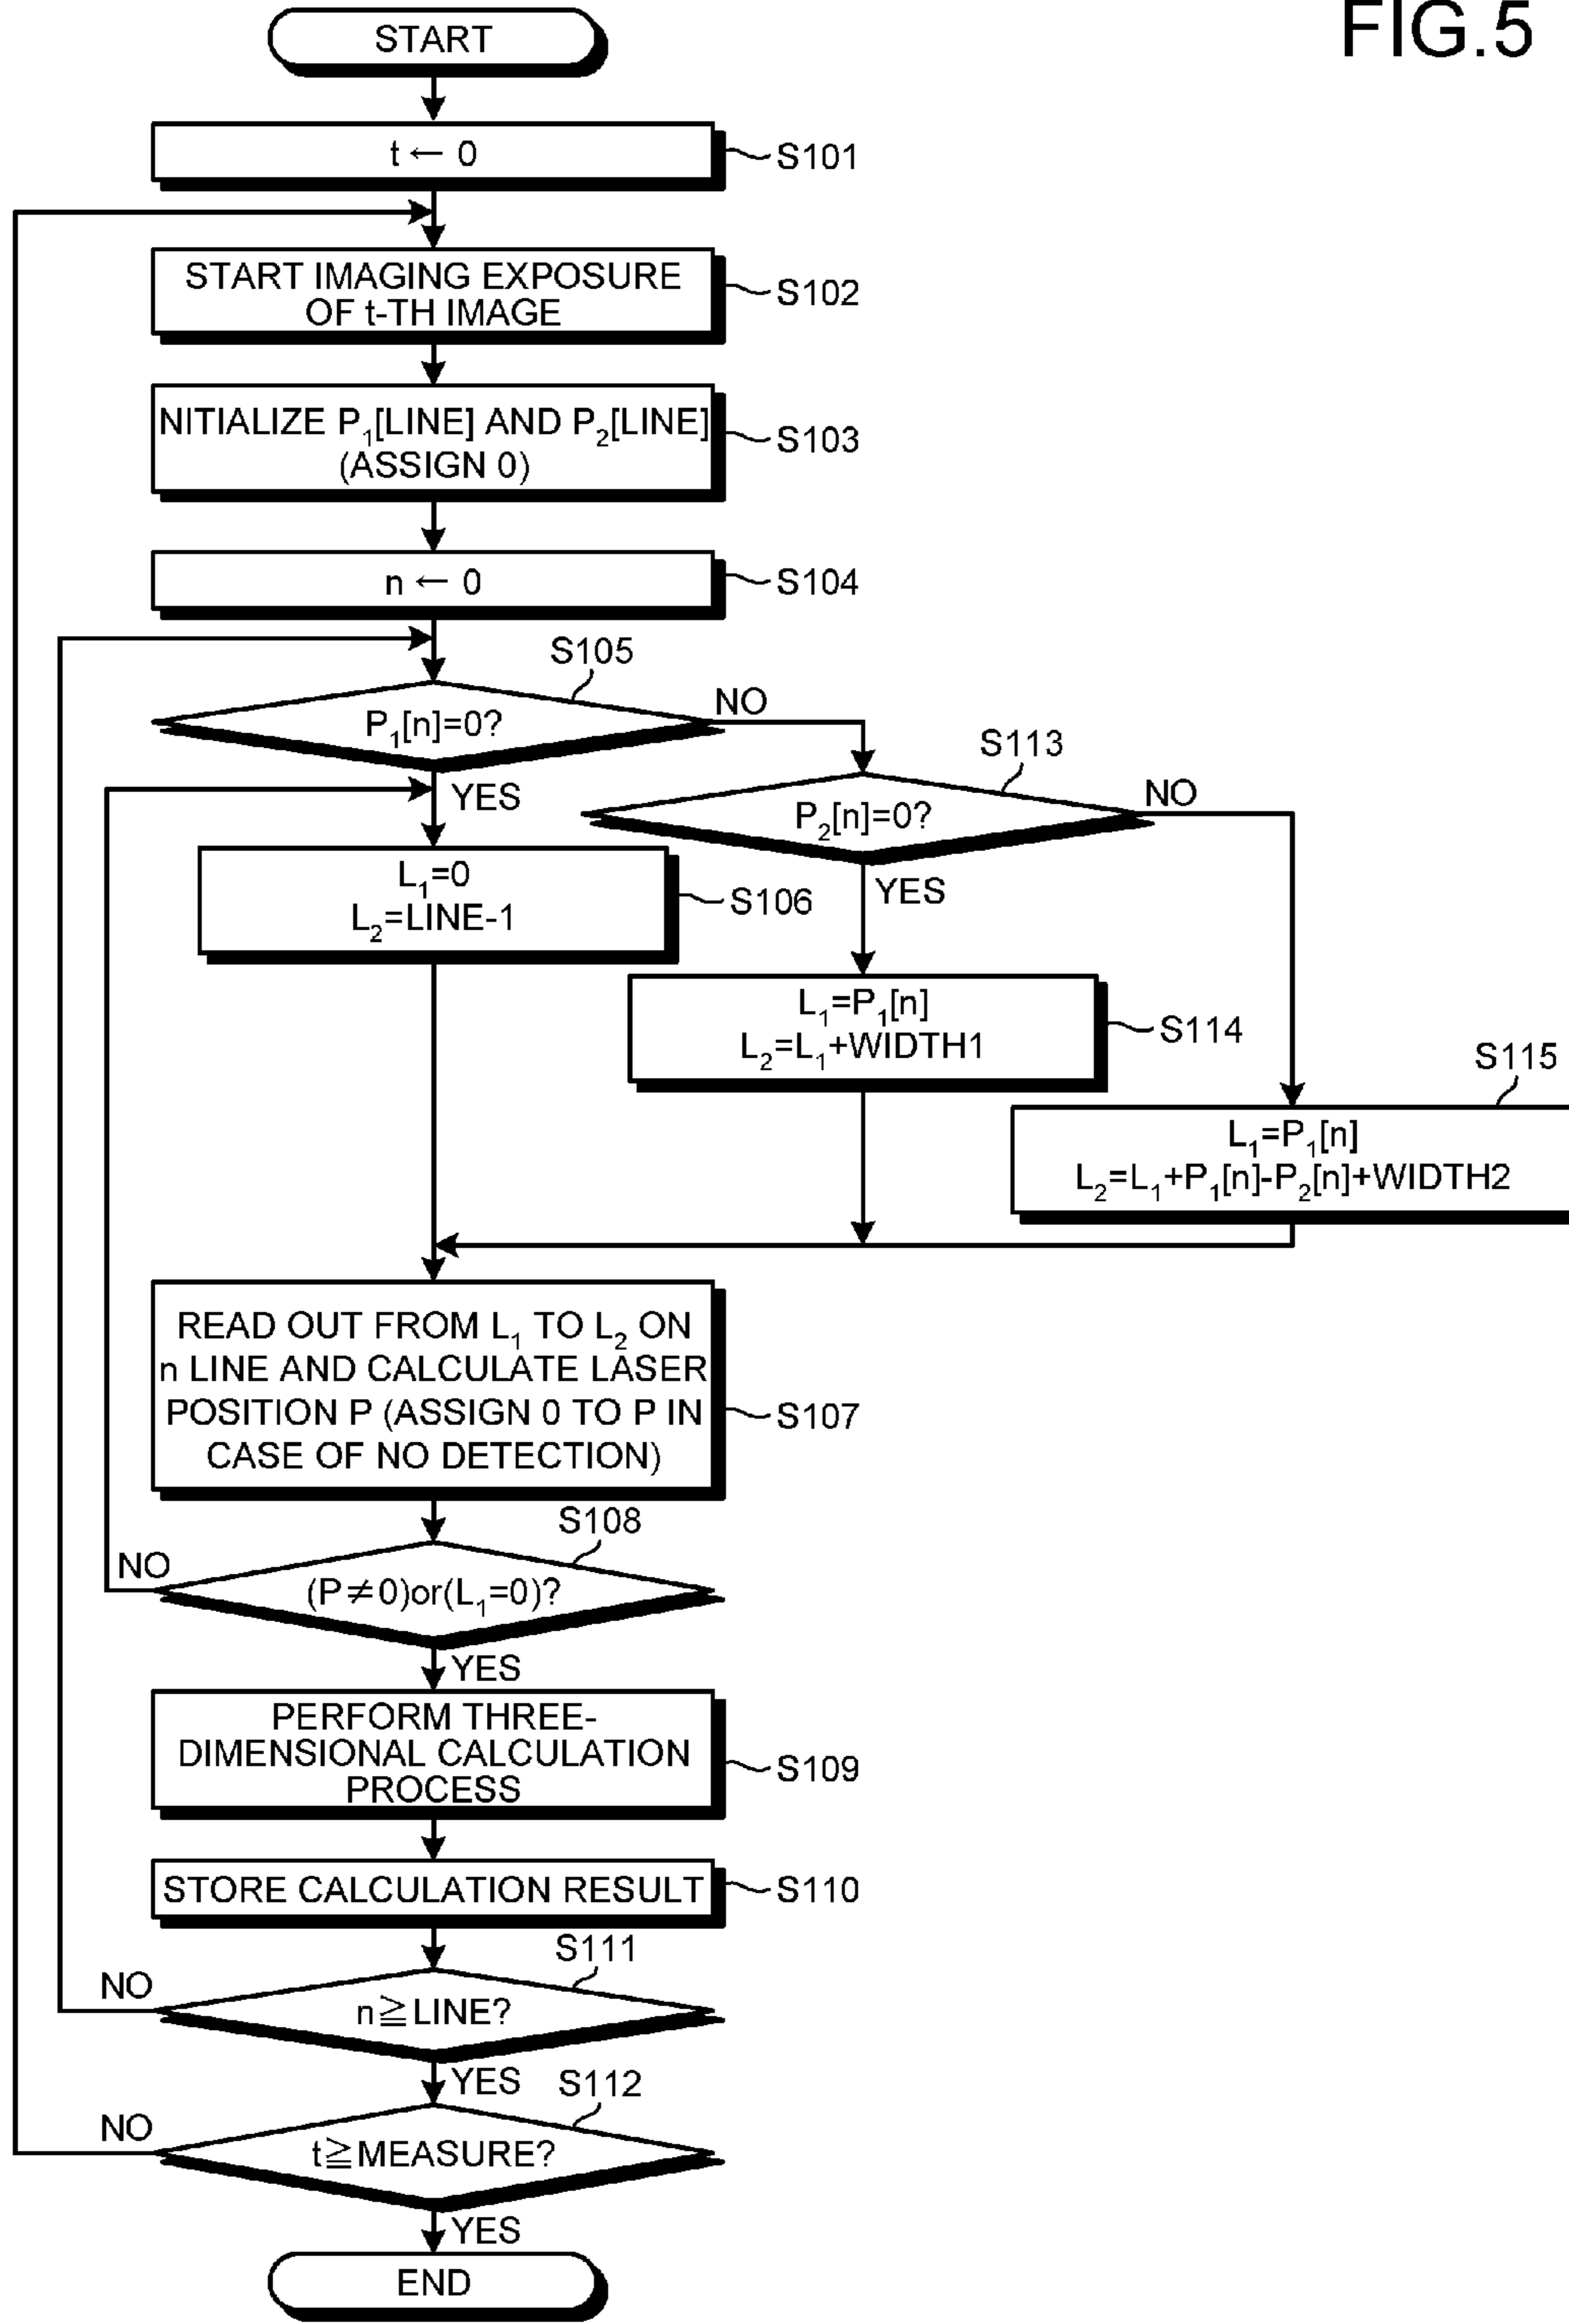 FIG.5
START
t ← 0
S101
START IMAGING EXPOSURE
OF t-TH IMAGE
S102
NITIALIZE P₁[LINE] AND P₂[LINE]
(ASSIGN 0)
S103
n ← 0
S104
S105
P₁[n]=0?
NO
YES
S113
P₂[n]=0?
NO
YES
L₁=0
L₂=LINE-1
S106
L₁=P₁[n]
L₂=L₁+WIDTH1
S114
S115
L₁=P₁[n]
L₂=L₁+P₁[n]-P₂[n]+WIDTH2
READ OUT FROM L₁ TO L₂ ON
n LINE AND CALCULATE LASER
POSITION P (ASSIGN 0 TO P IN
CASE OF NO DETECTION)
S107
S108
NO
(P≠0)or(L₁=0)?
YES
PERFORM THREE-
DIMENSIONAL CALCULATION
PROCESS
S109
STORE CALCULATION RESULT
S110
S111
NO
n≧LINE?
YES
S112
NO
t≧MEASURE?
YES
END